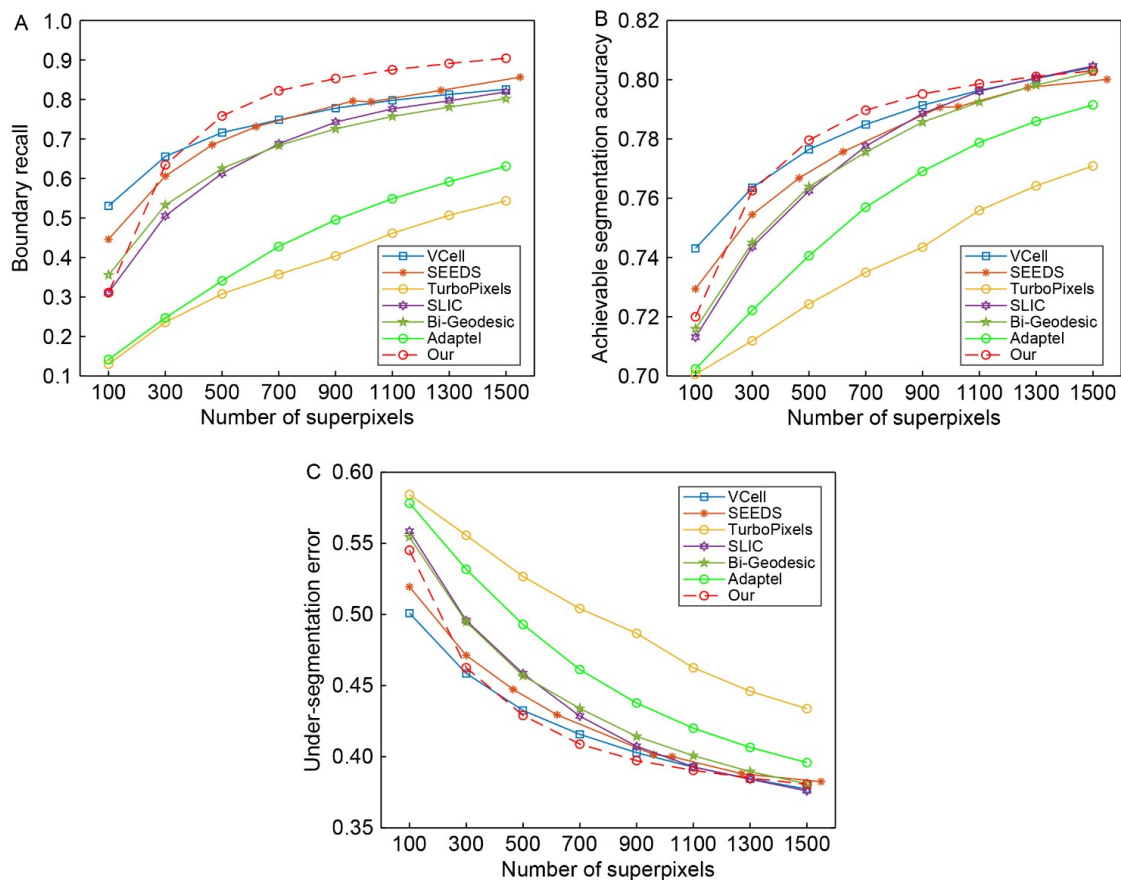 A
Boundary recall
1.0
0.9
0.8
0.7
0.6
0.5
0.4
0.3
0.2
0.1
VCell
SEEDS
TurboPixels
SLIC
Bi-Geodesic
Adaptel
Our
100 300 500 700 900 1100 1300 1500
Number of superpixels
B
Achievable segmentation accuracy
0.80
0.78
0.76
0.74
0.72
0.70
VCell
SEEDS
TurboPixels
SLIC
Bi-Geodesic
Adaptel
Our
100 300 500 700 900 1100 1300 1500
Number of superpixels
C
Under-segmentation error
0.60
0.55
0.50
0.45
0.40
0.35
VCell
SEEDS
TurboPixels
SLIC
Bi-Geodesic
Adaptel
Our
100 300 500 700 900 1100 1300 1500
Number of superpixels